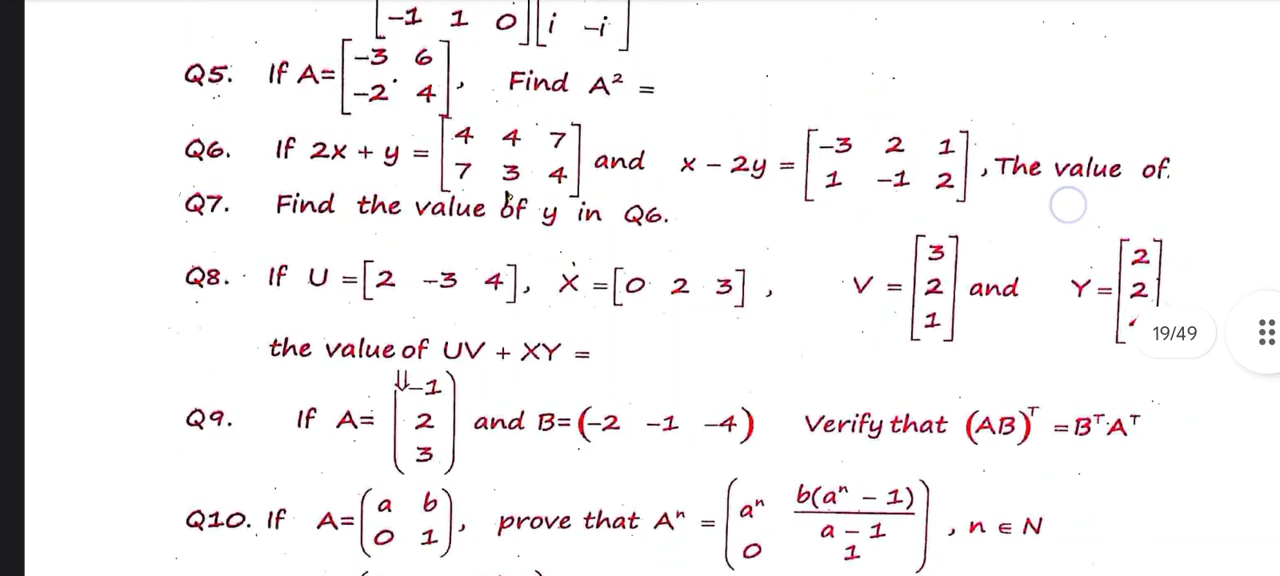 [-1 1 0][i -i]
Q5. If A= [-3 6
-2 4], Find A² =
Q6. If 2x + y = [4 4 7
7 3 4] and x - 2y = [-3 2 1
1 -1 2], The value of.
Q7. Find the value of y in Q6.
Q8. If U = [2 -3 4], X = [0 2 3], V = [3
2
1] and Y = [2
2
19/49
the value of UV + XY =
Q9. If A= (-1
2
3) and B= (-2 -1 -4) Verify that (AB)ᵀ = BᵀAᵀ
Q10. If A= (a b
0 1), prove that Aⁿ = (aⁿ b(aⁿ - 1)
a - 1
0 1), n ∈ N